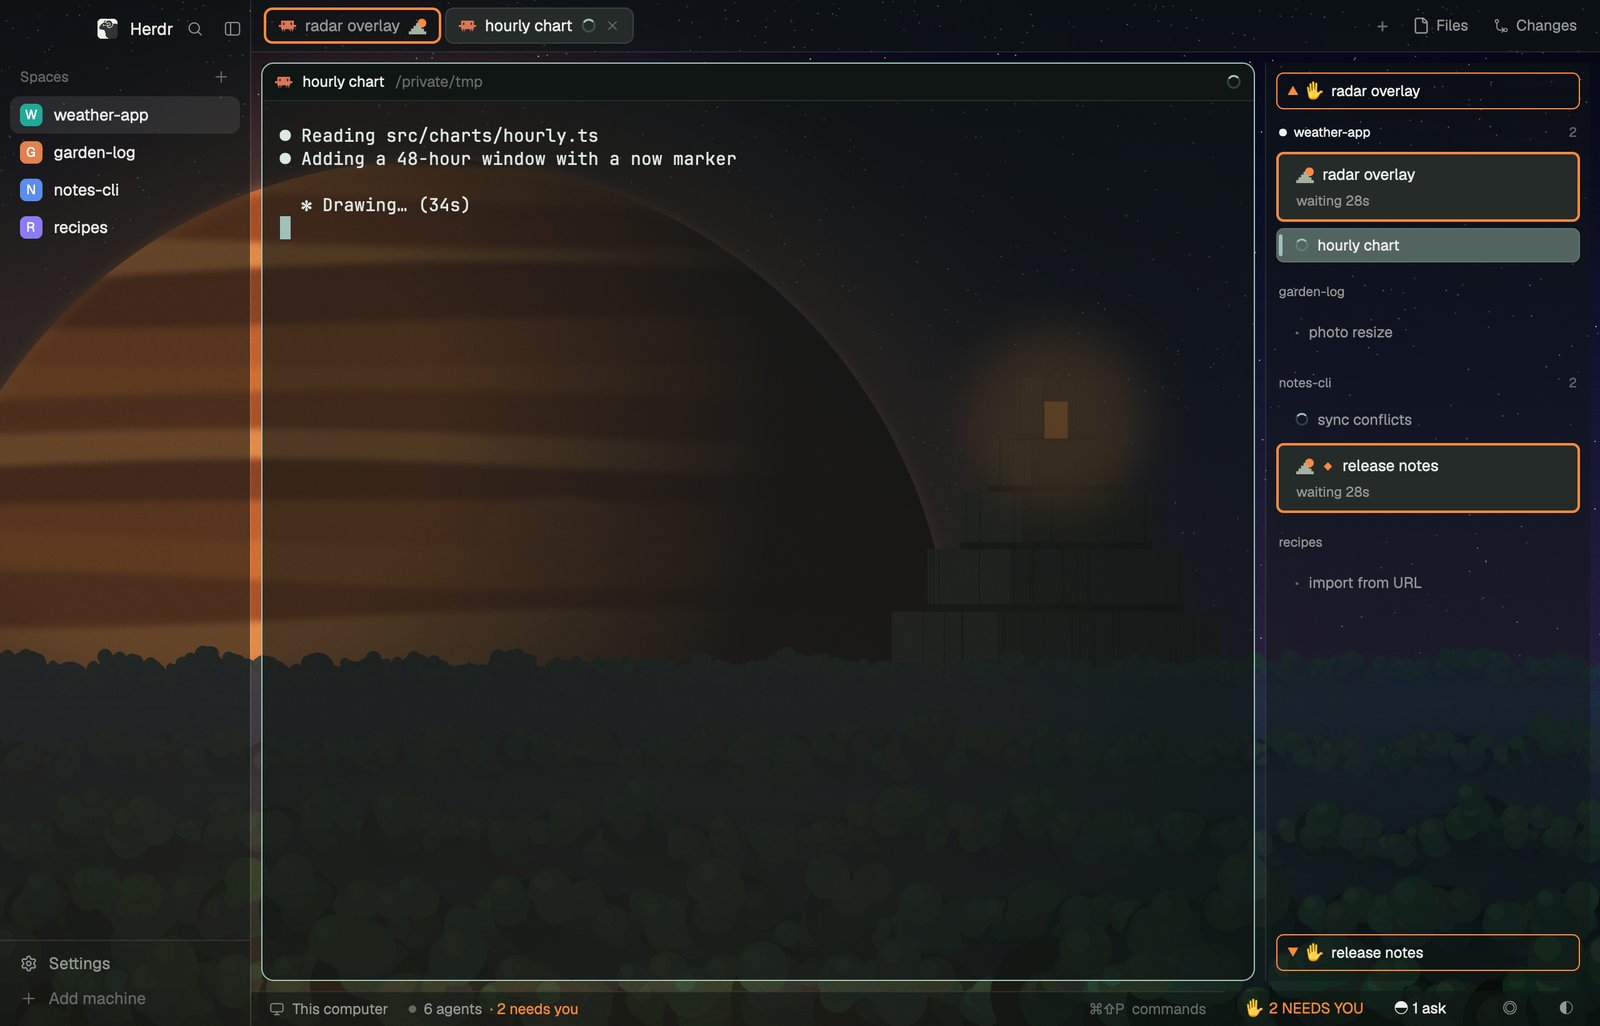 Herdr
radar overlay
hourly chart
Files
Changes
Spaces
W weather-app
G garden-log
N notes-cli
R recipes
Settings
Add machine
hourly chart /private/tmp
● Reading src/charts/hourly.ts
● Adding a 48-hour window with a now marker
✻ Drawing… (34s)
▲ radar overlay
weather-app 2
radar overlay
waiting 28s
hourly chart
garden-log
photo resize
notes-cli 2
sync conflicts
release notes
waiting 28s
recipes
import from URL
▼ release notes
This computer
6 agents · 2 needs you
⌘⇧P commands
2 NEEDS YOU
1 ask